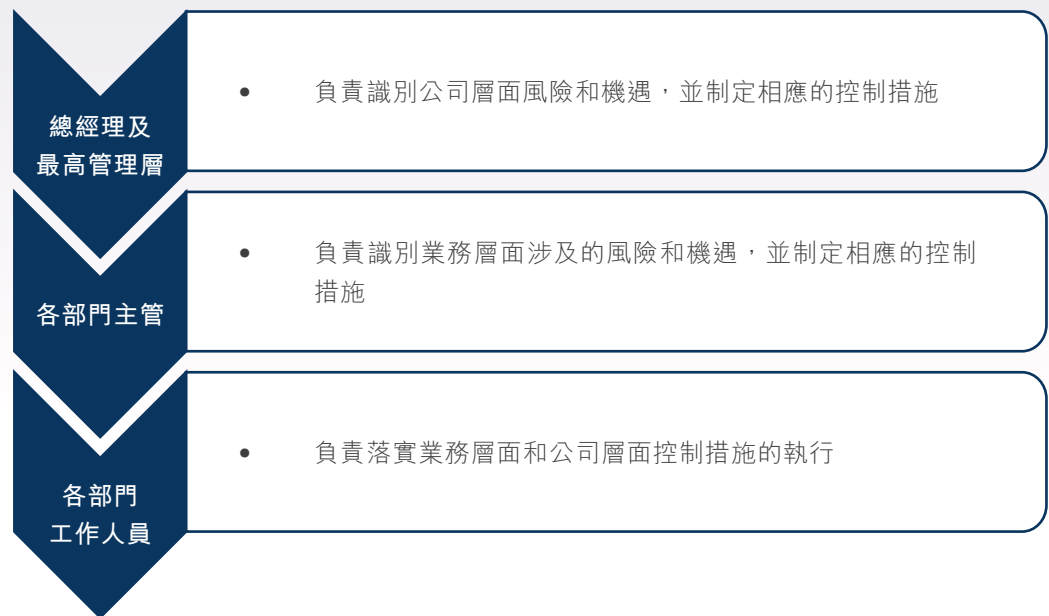 總經理及
最高管理層
• 負責識別公司層面風險和機遇，並制定相應的控制措施
各部門主管
• 負責識別業務層面涉及的風險和機遇，並制定相應的控制
措施
各部門
工作人員
• 負責落實業務層面和公司層面控制措施的執行